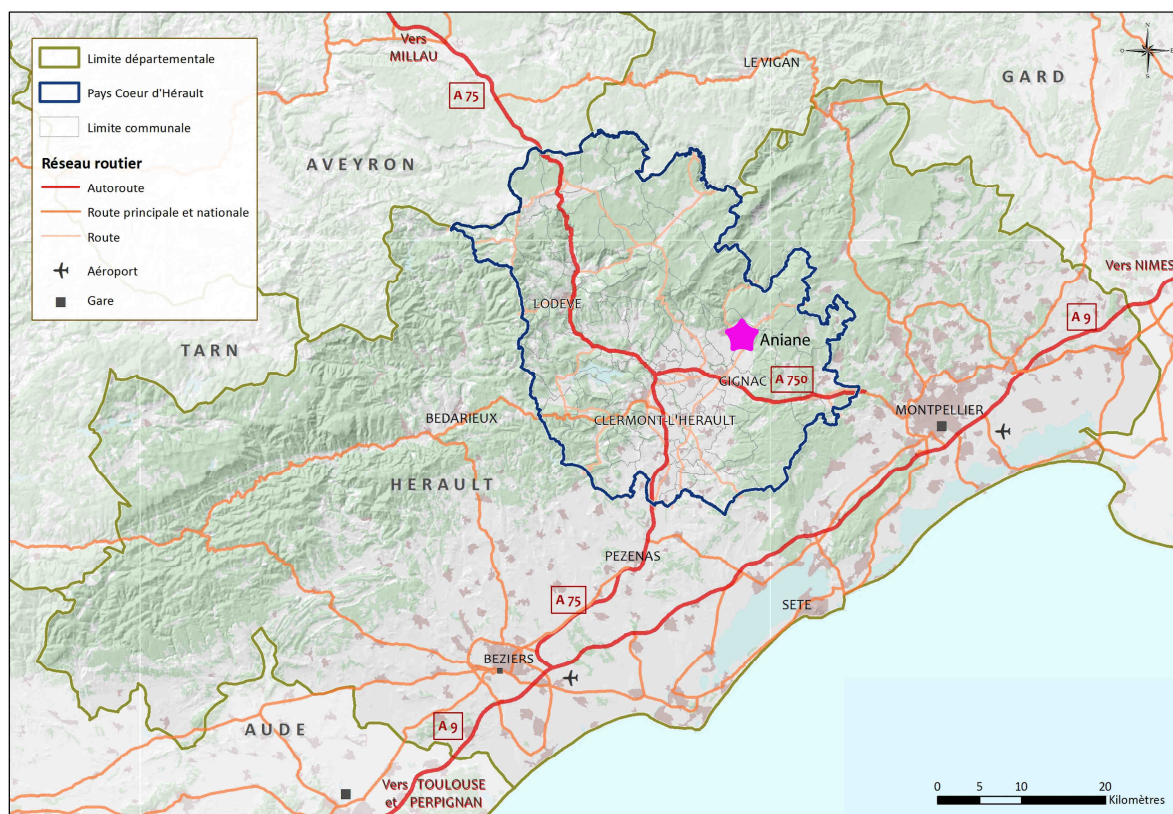 Limite départementale
Pays Coeur d'Hérault
Limite communale
Réseau routier
Autoroute
Route principale et nationale
Route
Aéroport
Gare
Vers
MILLAU
A 75
LE VIGAN
GARD
N
O
E
S
AVEYRON
Vers NIMES
A 9
LODEVE
TARN
Aniane
GIGNAC
A 750
MONTPELLIER
BEDARIEUX
CLERMONT-L'HERAULT
HERAULT
PEZENAS
A 75
SETE
BEZIERS
AUDE
A 9
Vers TOULOUSE
et PERPIGNAN
0 5 10 20
Kilomètres